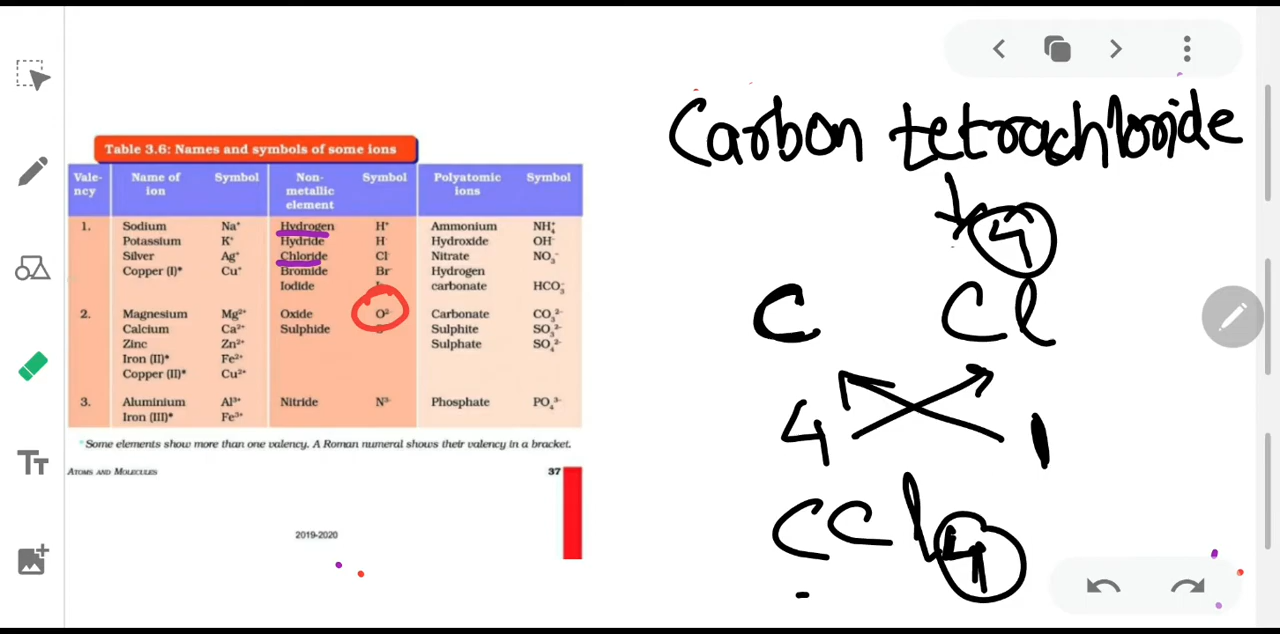 Table 3.6: Names and symbols of some ions
Vale-ncy Name of ion Symbol Non-metallic element Symbol Polyatomic ions Symbol
1. Sodium Na⁺ Hydrogen H⁺ Ammonium NH₄⁺
Potassium K⁺ Hydride H⁻ Hydroxide OH⁻
Silver Ag⁺ Chloride Cl⁻ Nitrate NO₃⁻
Copper (I)* Cu⁺ Bromide Br⁻ Hydrogen
Iodide carbonate HCO₃⁻
2. Magnesium Mg²⁺ Oxide O²⁻ Carbonate CO₃²⁻
Calcium Ca²⁺ Sulphide Sulphite SO₃²⁻
Zinc Zn²⁺ Sulphate SO₄²⁻
Iron (II)* Fe²⁺
Copper (II)* Cu²⁺
3. Aluminium Al³⁺ Nitride N³⁻ Phosphate PO₄³⁻
Iron (III)* Fe³⁺
* Some elements show more than one valency. A Roman numeral shows their valency in a bracket.
ATOMS AND MOLECULES 37
2019-2020
Carbon tetrachloride
4
C Cl
4 1
CCl4
TT